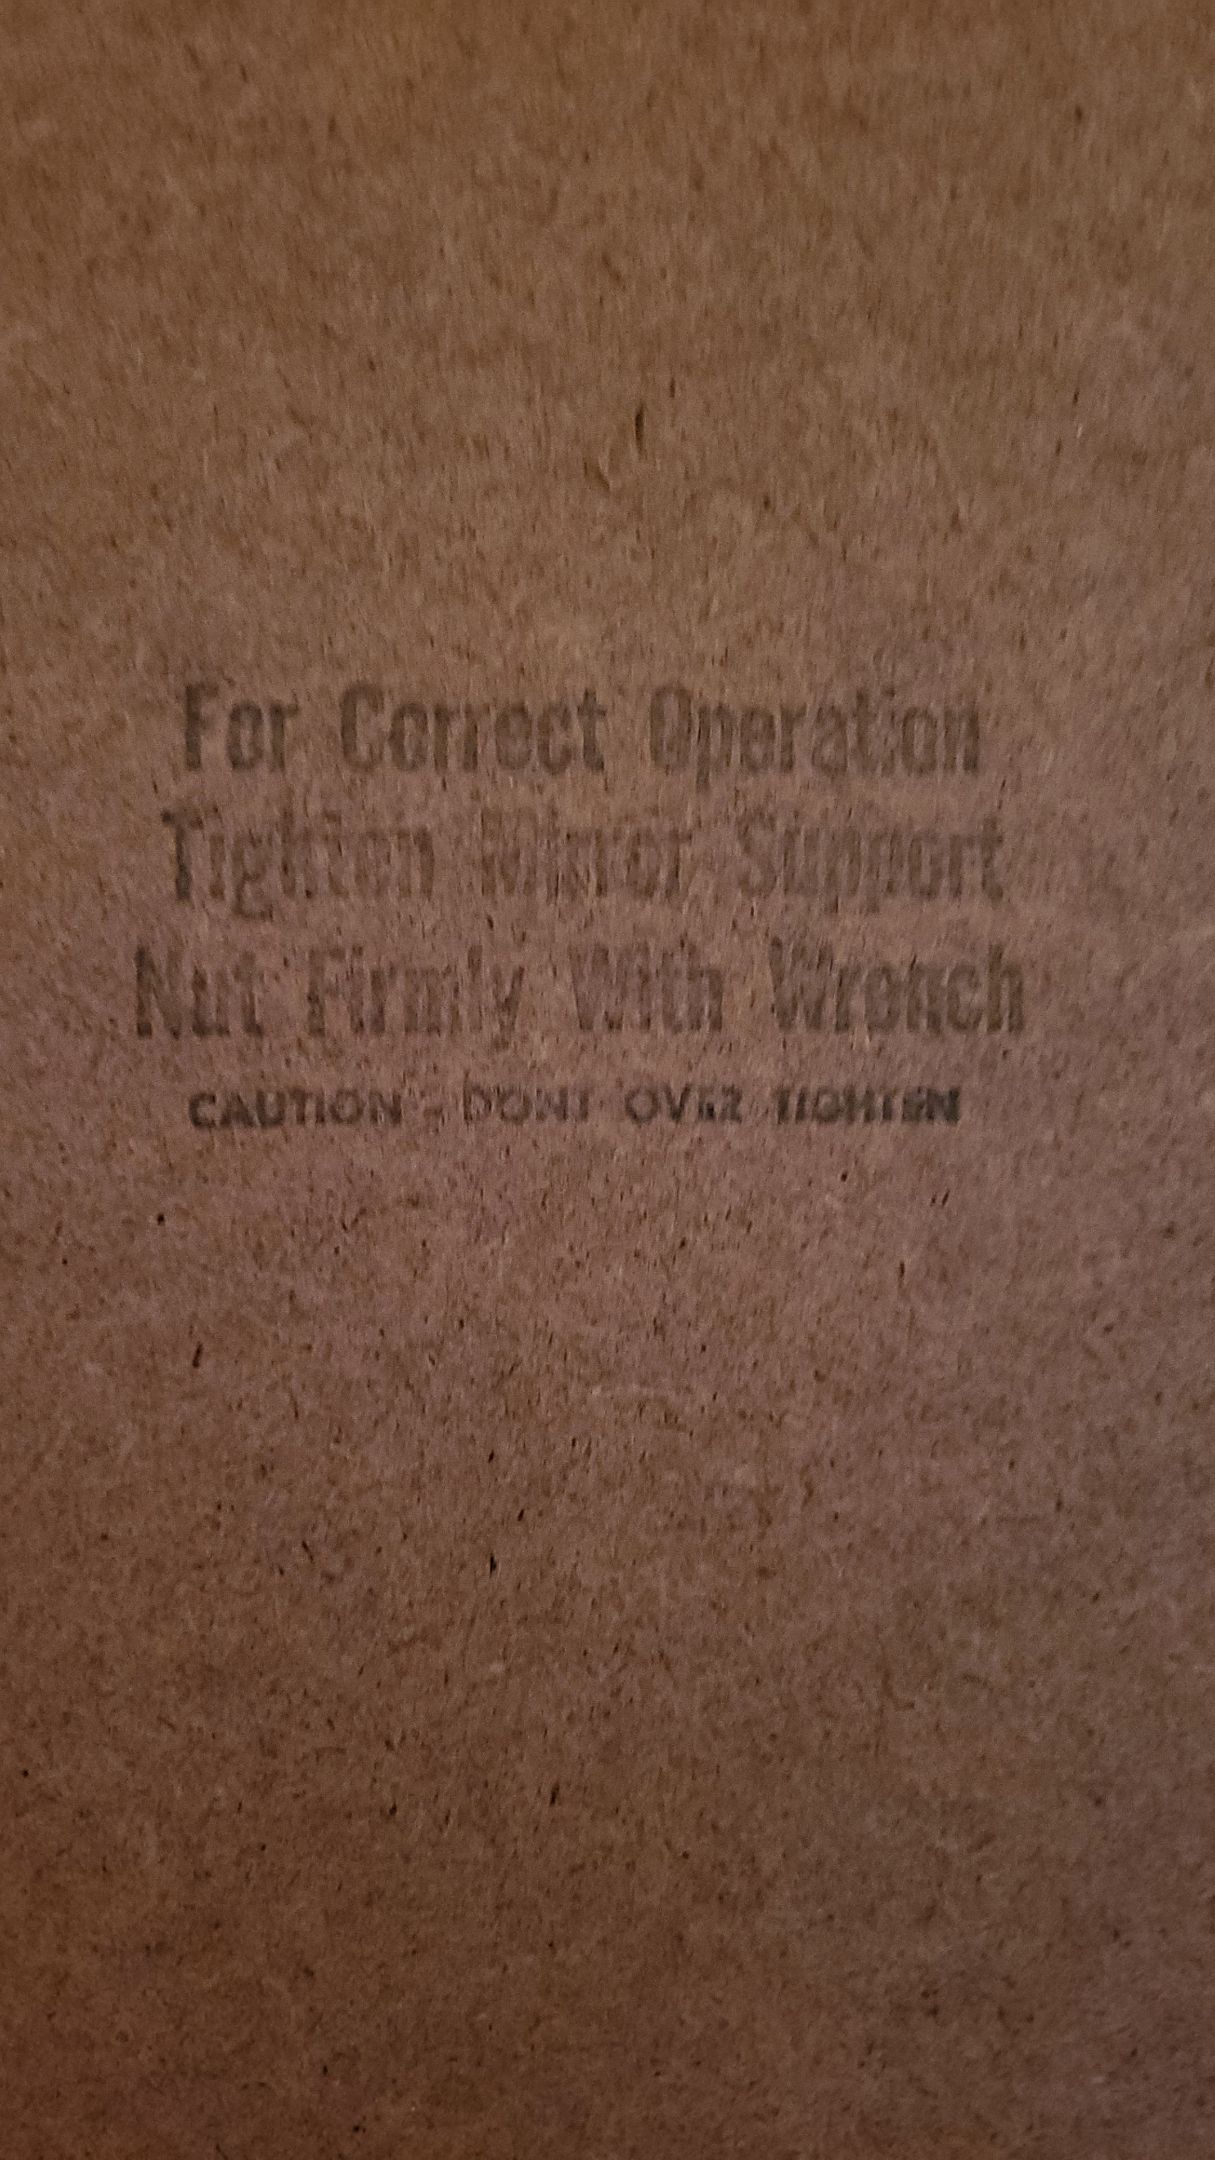 For Correct Operation
Tighten Mirror Support
Nut Firmly With Wrench
CAUTION - DONT OVER TIGHTEN